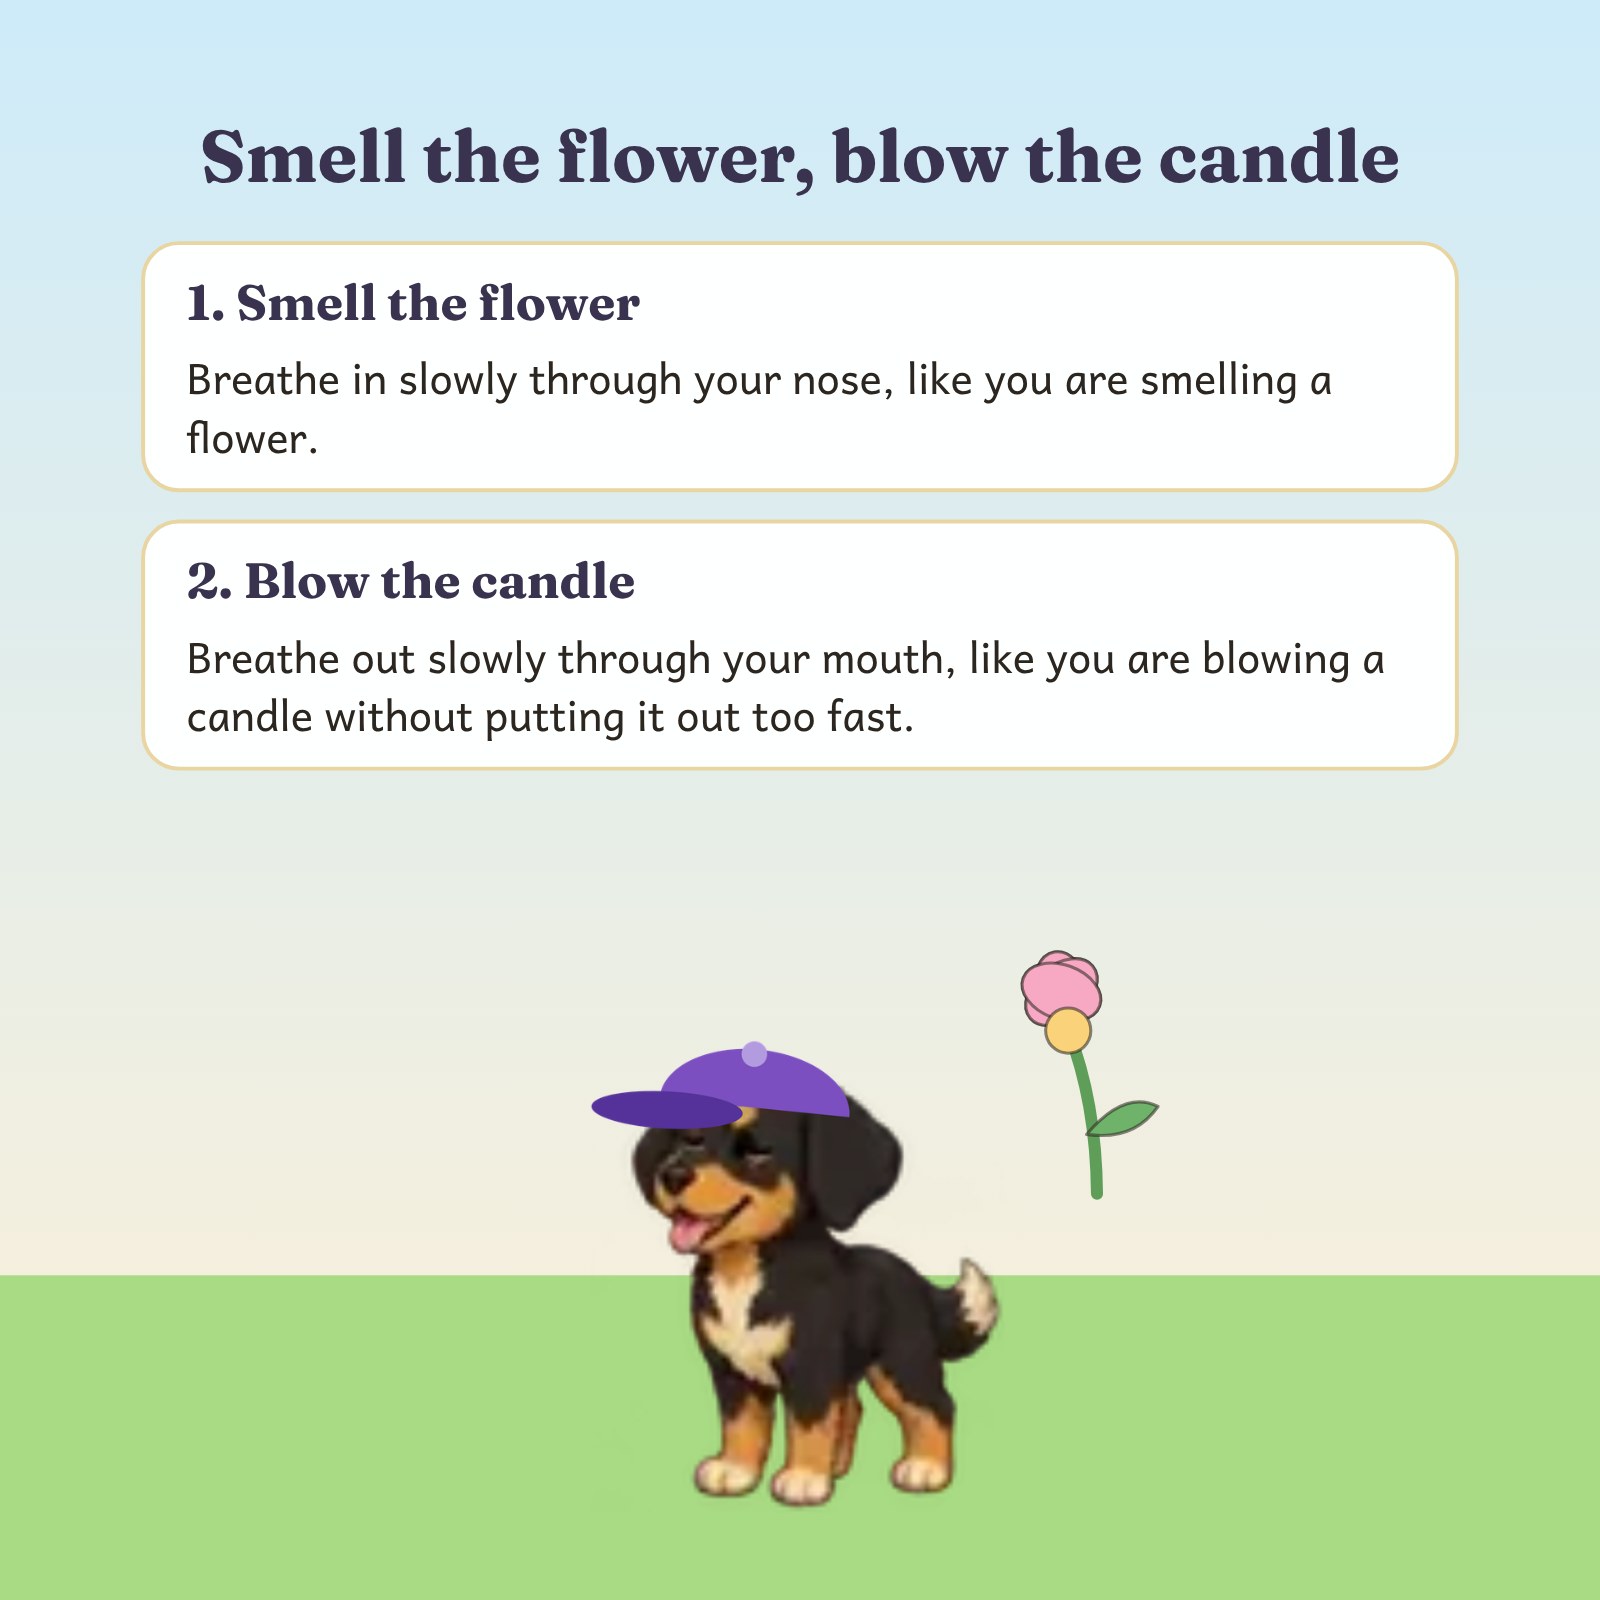 Smell the flower, blow the candle
1. Smell the flower
Breathe in slowly through your nose, like you are smelling a
flower.
2. Blow the candle
Breathe out slowly through your mouth, like you are blowing a
candle without putting it out too fast.